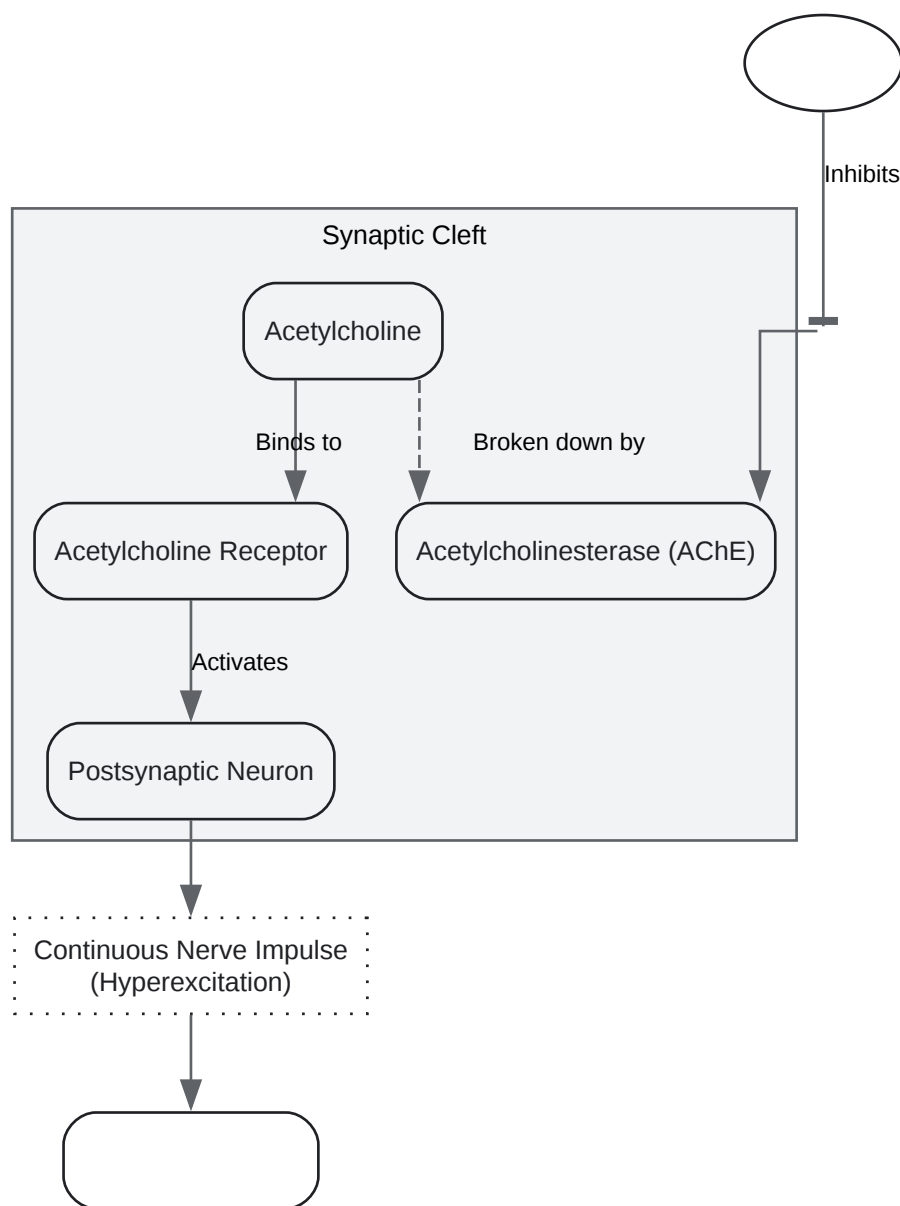 Inhibits
Synaptic Cleft
Acetylcholine
Binds to
Broken down by
Acetylcholine Receptor
Acetylcholinesterase (AChE)
Activates
Postsynaptic Neuron
Continuous Nerve Impulse
(Hyperexcitation)